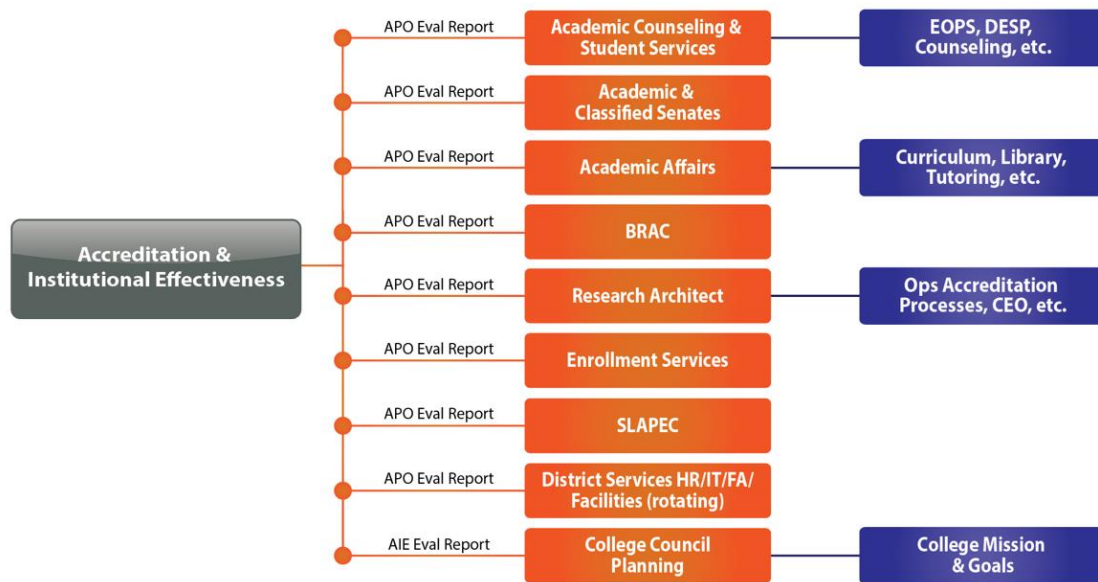 APO Eval Report
Academic Counseling &
Student Services
EOPS, DESP,
Counseling, etc.
APO Eval Report
Academic &
Classified Senates
APO Eval Report
Academic Affairs
Curriculum, Library,
Tutoring, etc.
APO Eval Report
BRAC
Accreditation &
Institutional Effectiveness
APO Eval Report
Research Architect
Ops Accreditation
Processes, CEO, etc.
APO Eval Report
Enrollment Services
APO Eval Report
SLAPEC
APO Eval Report
District Services HR/IT/FA/
Facilities (rotating)
AIE Eval Report
College Council
Planning
College Mission
& Goals